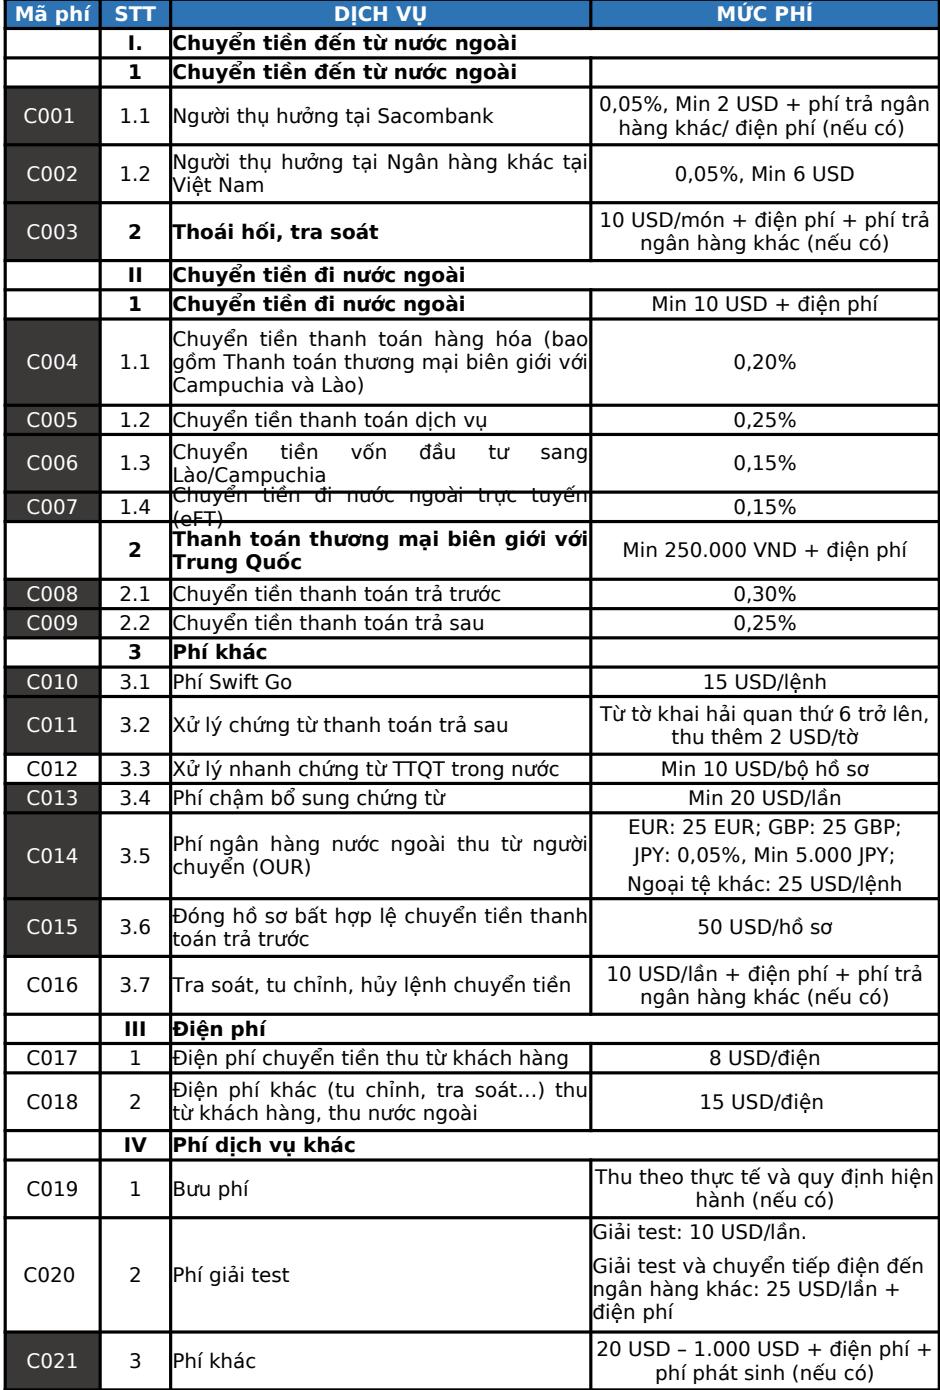 Mã phí STT DỊCH VỤ MỨC PHÍ
I. Chuyển tiền đến từ nước ngoài
1 Chuyển tiền đến từ nước ngoài
C001 1.1 Người thụ hưởng tại Sacombank 0,05%, Min 2 USD + phí trả ngân
hàng khác/ điện phí (nếu có)
C002 1.2 Người thụ hưởng tại Ngân hàng khác tại
Việt Nam 0,05%, Min 6 USD
C003 2 Thoái hối, tra soát 10 USD/món + điện phí + phí trả
ngân hàng khác (nếu có)
II Chuyển tiền đi nước ngoài
1 Chuyển tiền đi nước ngoài Min 10 USD + điện phí
C004 1.1 Chuyển tiền thanh toán hàng hóa (bao
gồm Thanh toán thương mại biên giới với
Campuchia và Lào) 0,20%
C005 1.2 Chuyển tiền thanh toán dịch vụ 0,25%
C006 1.3 Chuyển tiền vốn đầu tư sang
Lào/Campuchia 0,15%
C007 1.4 Chuyển tiền đi nước ngoài trực tuyến
(eFT) 0,15%
2 Thanh toán thương mại biên giới với
Trung Quốc Min 250.000 VND + điện phí
C008 2.1 Chuyển tiền thanh toán trả trước 0,30%
C009 2.2 Chuyển tiền thanh toán trả sau 0,25%
3 Phí khác
C010 3.1 Phí Swift Go 15 USD/lệnh
C011 3.2 Xử lý chứng từ thanh toán trả sau Từ tờ khai hải quan thứ 6 trở lên,
thu thêm 2 USD/tờ
C012 3.3 Xử lý nhanh chứng từ TTQT trong nước Min 10 USD/bộ hồ sơ
C013 3.4 Phí chậm bổ sung chứng từ Min 20 USD/lần
C014 3.5 Phí ngân hàng nước ngoài thu từ người
chuyển (OUR) EUR: 25 EUR; GBP: 25 GBP;
JPY: 0,05%, Min 5.000 JPY;
Ngoại tệ khác: 25 USD/lệnh
C015 3.6 Đóng hồ sơ bất hợp lệ chuyển tiền thanh
toán trả trước 50 USD/hồ sơ
C016 3.7 Tra soát, tu chỉnh, hủy lệnh chuyển tiền 10 USD/lần + điện phí + phí trả
ngân hàng khác (nếu có)
III Điện phí
C017 1 Điện phí chuyển tiền thu từ khách hàng 8 USD/điện
C018 2 Điện phí khác (tu chỉnh, tra soát…) thu
từ khách hàng, thu nước ngoài 15 USD/điện
IV Phí dịch vụ khác
C019 1 Bưu phí Thu theo thực tế và quy định hiện
hành (nếu có)
C020 2 Phí giải test Giải test: 10 USD/lần.
Giải test và chuyển tiếp điện đến
ngân hàng khác: 25 USD/lần +
điện phí
C021 3 Phí khác 20 USD – 1.000 USD + điện phí +
phí phát sinh (nếu có)